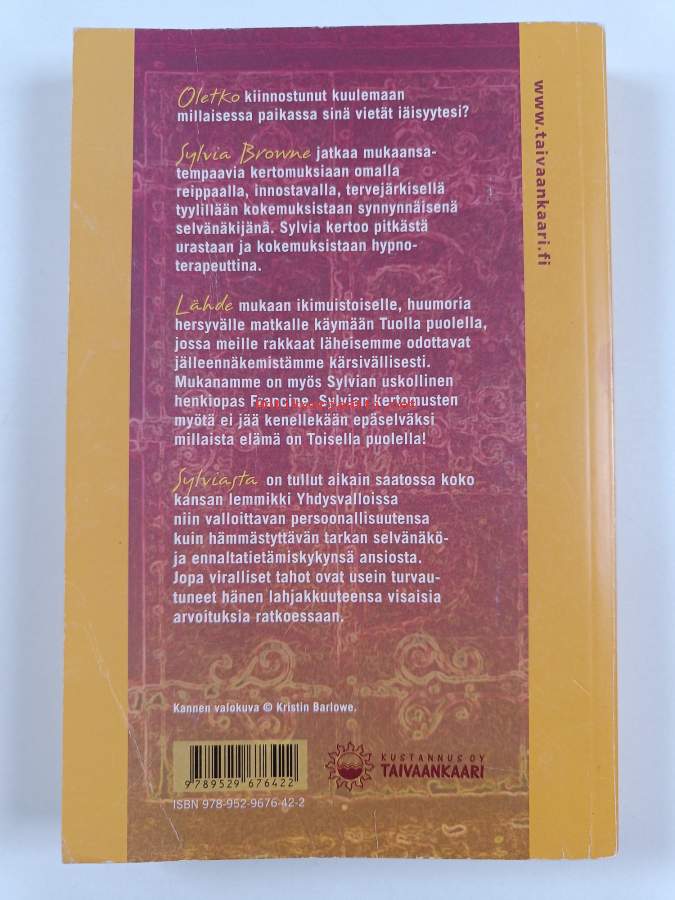 Oletko kiinnostunut kuulemaan
millaisessa paikassa sinä vietät iäisyytesi?
Sylvia Browne jatkaa mukaansa-
tempaavia kertomuksiaan omalla
reippaalla, innostavalla, tervejärkisellä
tyylillään kokemuksistaan synnynnäisenä
selvänäkijänä. Sylvia kertoo pitkästä
urastaan ja kokemuksistaan hypno-
terapeuttina.
Lähde mukaan ikimuistoiselle, huumoria
hersyvälle matkalle käymään Tuolla puolella,
jossa meille rakkaat läheisemme odottavat
jälleennäkemistämme kärsivällisesti.
Mukanamme on myös Sylvian uskollinen
henkiopas Francine. Sylvian kertomusten
myötä ei jää kenellekään epäselväksi
millaista elämä on Toisella puolella!
Sylviasta on tullut aikain saatossa koko
kansan lemmikki Yhdysvalloissa
niin valloittavan persoonallisuutensa
kuin hämmästyttävän tarkan selvänäkö-
ja ennaltatietämiskykynsä ansiosta.
Jopa viralliset tahot ovat usein turvau-
tuneet hänen lahjakkuuteensa visaisia
arvoituksia ratkoessaan.
Kannen valokuva © Kristin Barlowe.
9789529676422
ISBN 978-952-9676-42-2
KUSTANNUS OY
TAIVAANKAARI
www.taivaankaari.fi